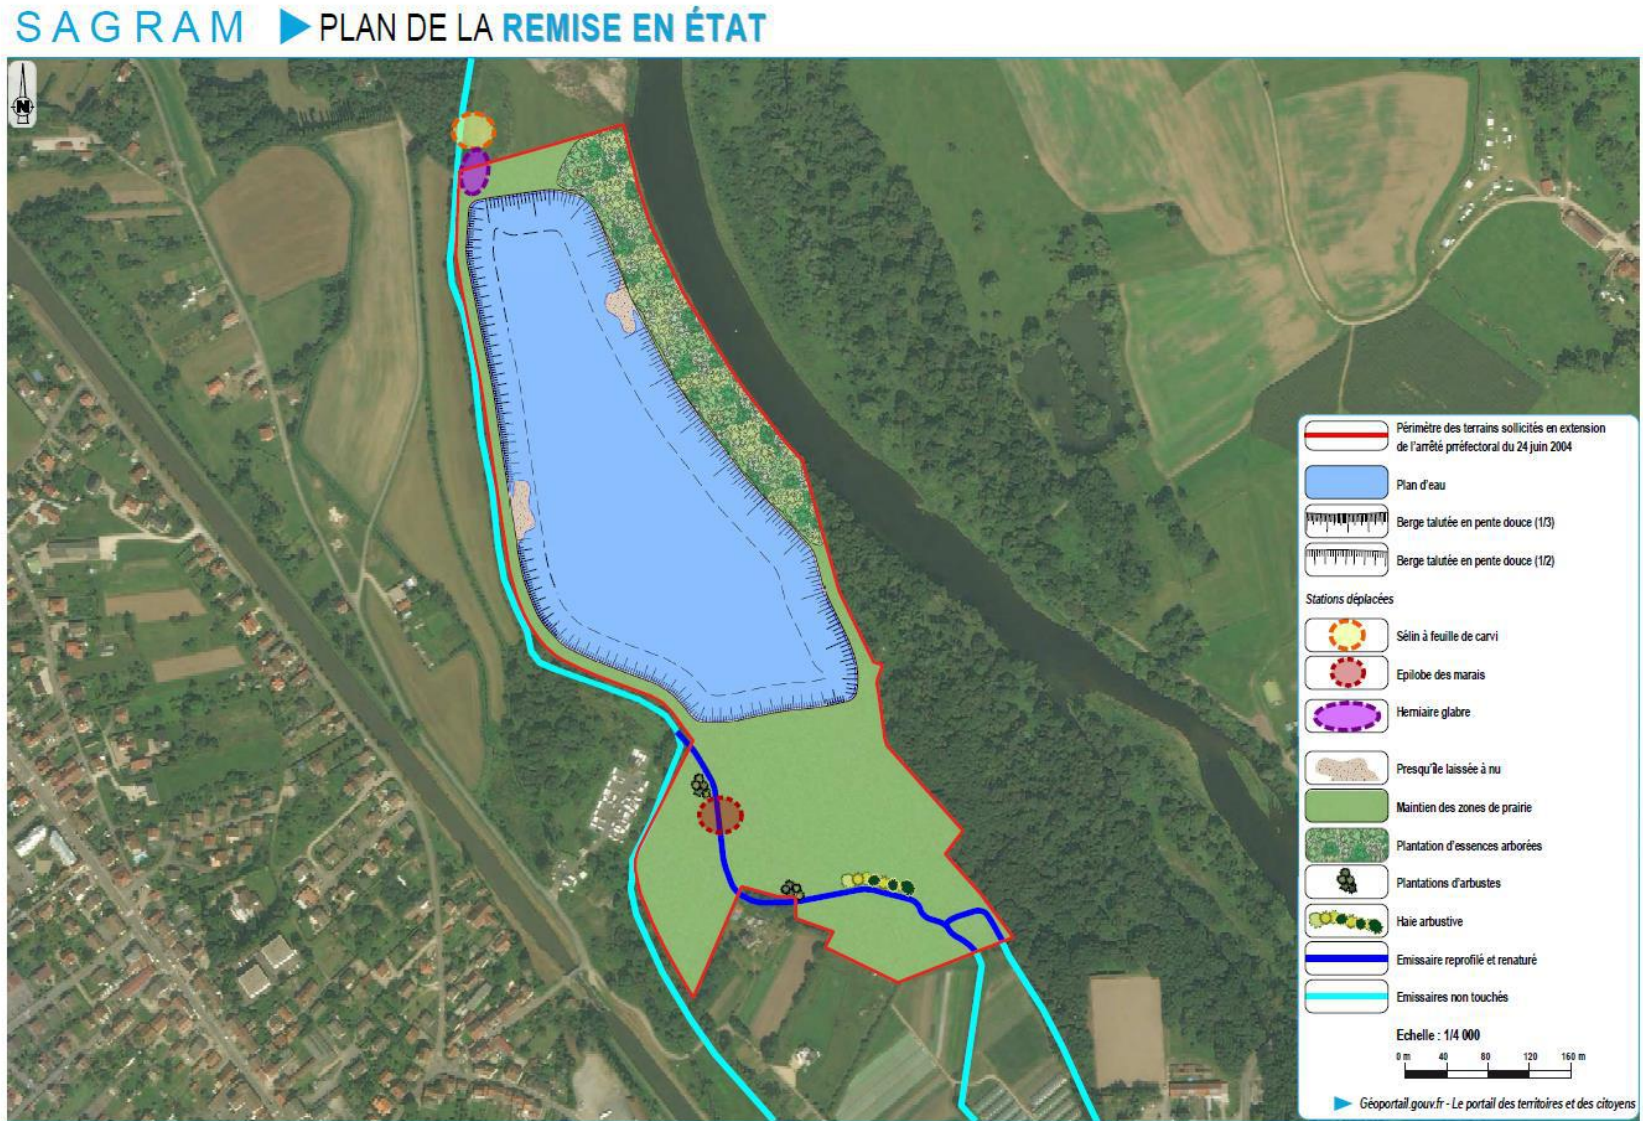 SAGRAM ▶ PLAN DE LA REMISE EN ÉTAT
N
Périmètre des terrains sollicités en extension
de l'arrêté prréfectoral du 24 juin 2004
Plan d'eau
Berge talutée en pente douce (1/3)
Berge talutée en pente douce (1/2)
Stations déplacées
Sélin à feuille de carvi
Epilobe des marais
Herniaire glabre
Presqu'île laissée à nu
Maintien des zones de prairie
Plantation d'essences arborées
Plantations d'arbustes
Haie arbustive
Emissaire reprofilé et renaturé
Emissaires non touchés
Echelle : 1/4 000
0 m 40 80 120 160 m
Géoportail.gouv.fr - Le portail des territoires et des citoyens